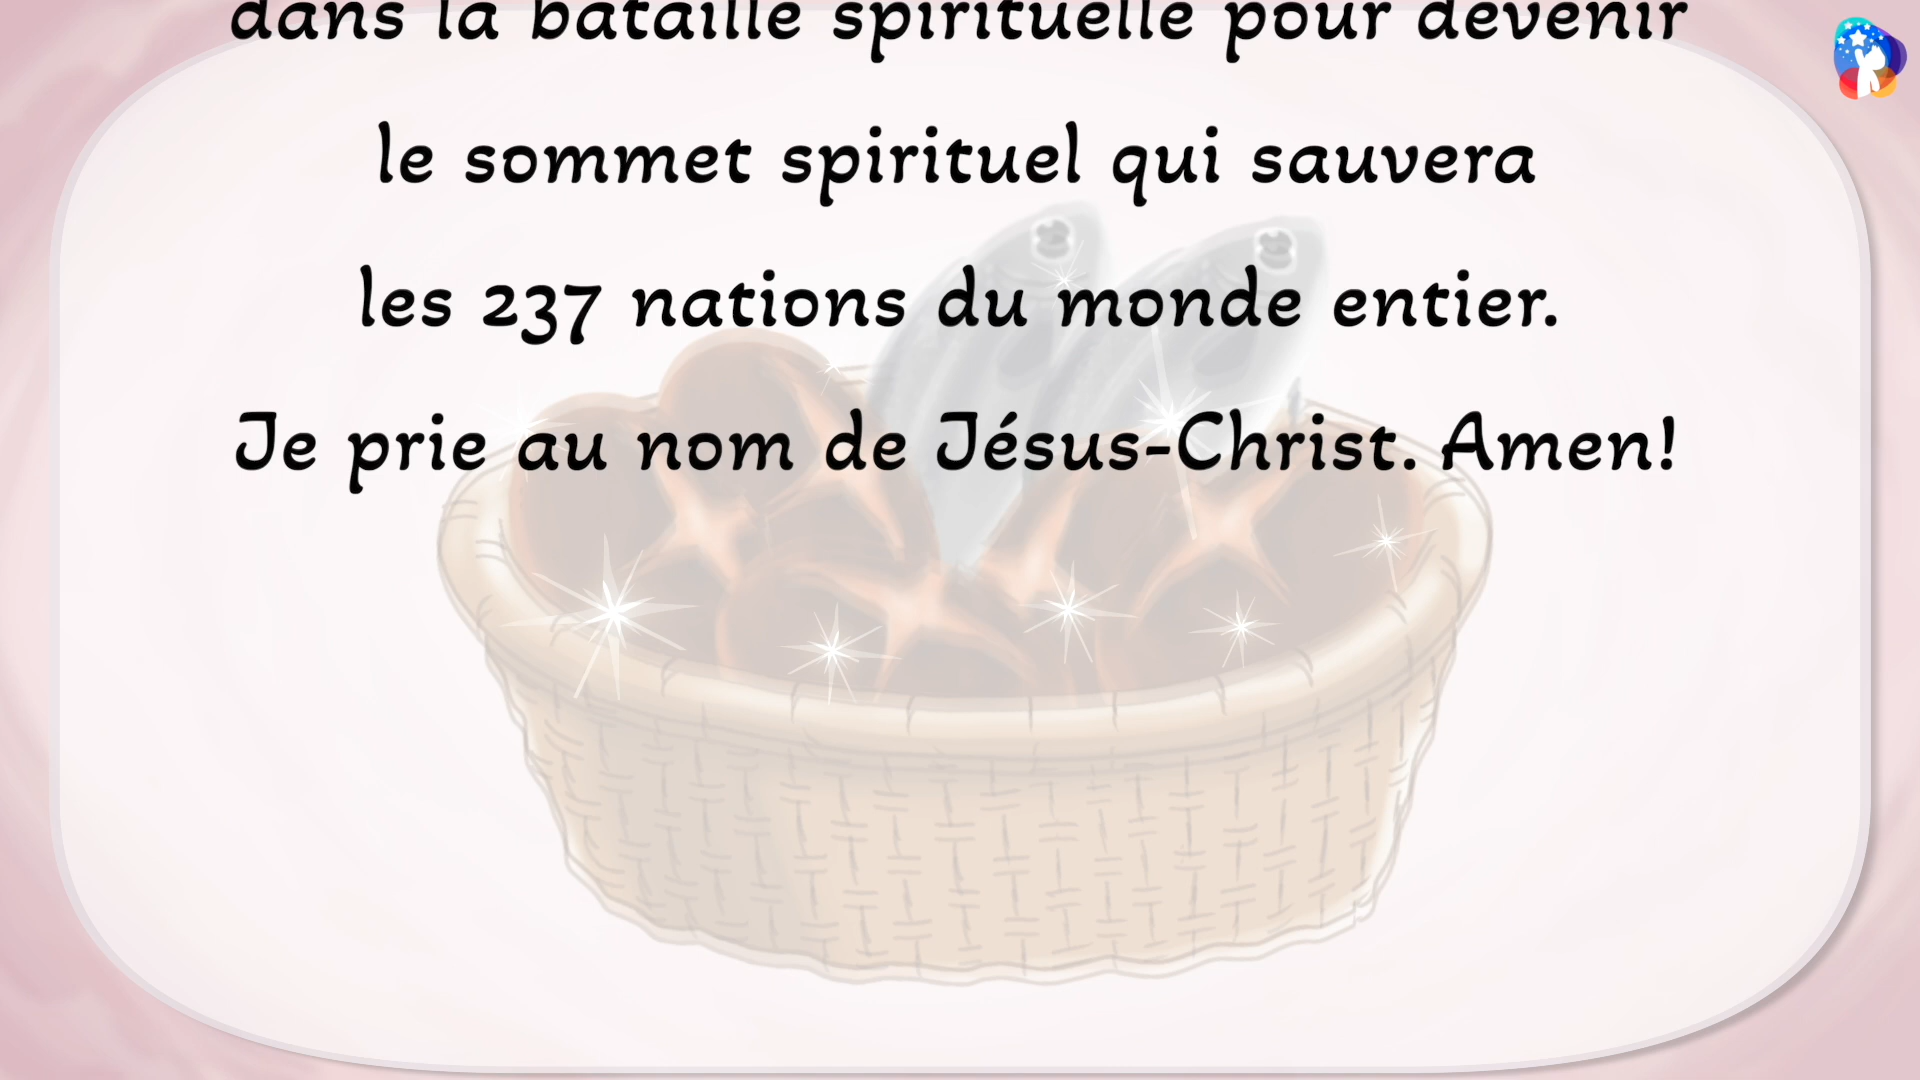 dans la bataille spirituelle pour devenir
le sommet spirituel qui sauvera
les 237 nations du monde entier.
Je prie au nom de Jésus-Christ. Amen!